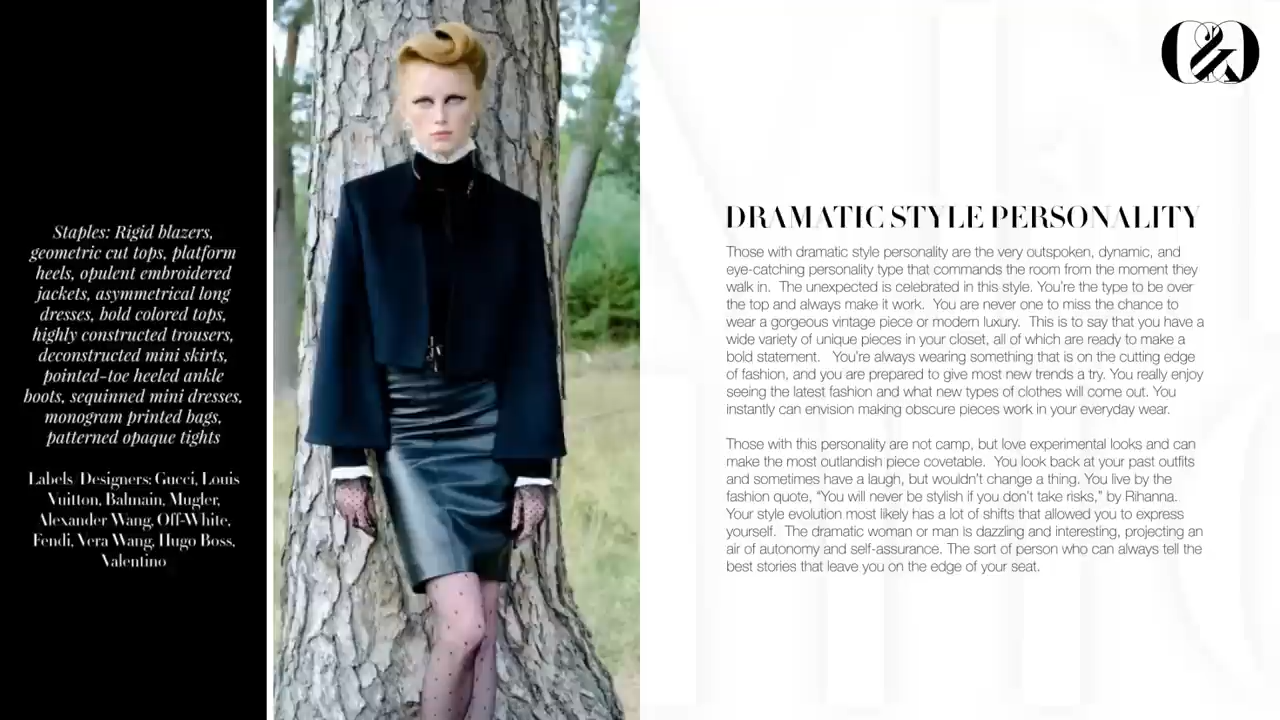 Staples: Rigid blazers,
geometric cut tops, platform
heels, opulent embroidered
jackets, asymmetrical long
dresses, bold colored tops,
highly constructed trousers,
deconstructed mini skirts,
pointed-toe heeled ankle
boots, sequinned mini dresses,
monogram printed bags,
patterned opaque tights
Labels/Designers: Gucci, Louis
Vuitton, Balmain, Mugler,
Alexander Wang, Off-White,
Fendi, Vera Wang, Hugo Boss,
Valentino
DRAMATIC STYLE PERSONALITY
Those with dramatic style personality are the very outspoken, dynamic, and
eye-catching personality type that commands the room from the moment they
walk in. The unexpected is celebrated in this style. You're the type to be over
the top and always make it work. You are never one to miss the chance to
wear a gorgeous vintage piece or modern luxury. This is to say that you have a
wide variety of unique pieces in your closet, all of which are ready to make a
bold statement. You're always wearing something that is on the cutting edge
of fashion, and you are prepared to give most new trends a try. You really enjoy
seeing the latest fashion and what new types of clothes will come out. You
instantly can envision making obscure pieces work in your everyday wear.
Those with this personality are not camp, but love experimental looks and can
make the most outlandish piece covetable. You look back at your past outfits
and sometimes have a laugh, but wouldn't change a thing. You live by the
fashion quote, "You will never be stylish if you don't take risks," by Rihanna.
Your style evolution most likely has a lot of shifts that allowed you to express
yourself. The dramatic woman or man is dazzling and interesting, projecting an
air of autonomy and self-assurance. The sort of person who can always tell the
best stories that leave you on the edge of your seat.